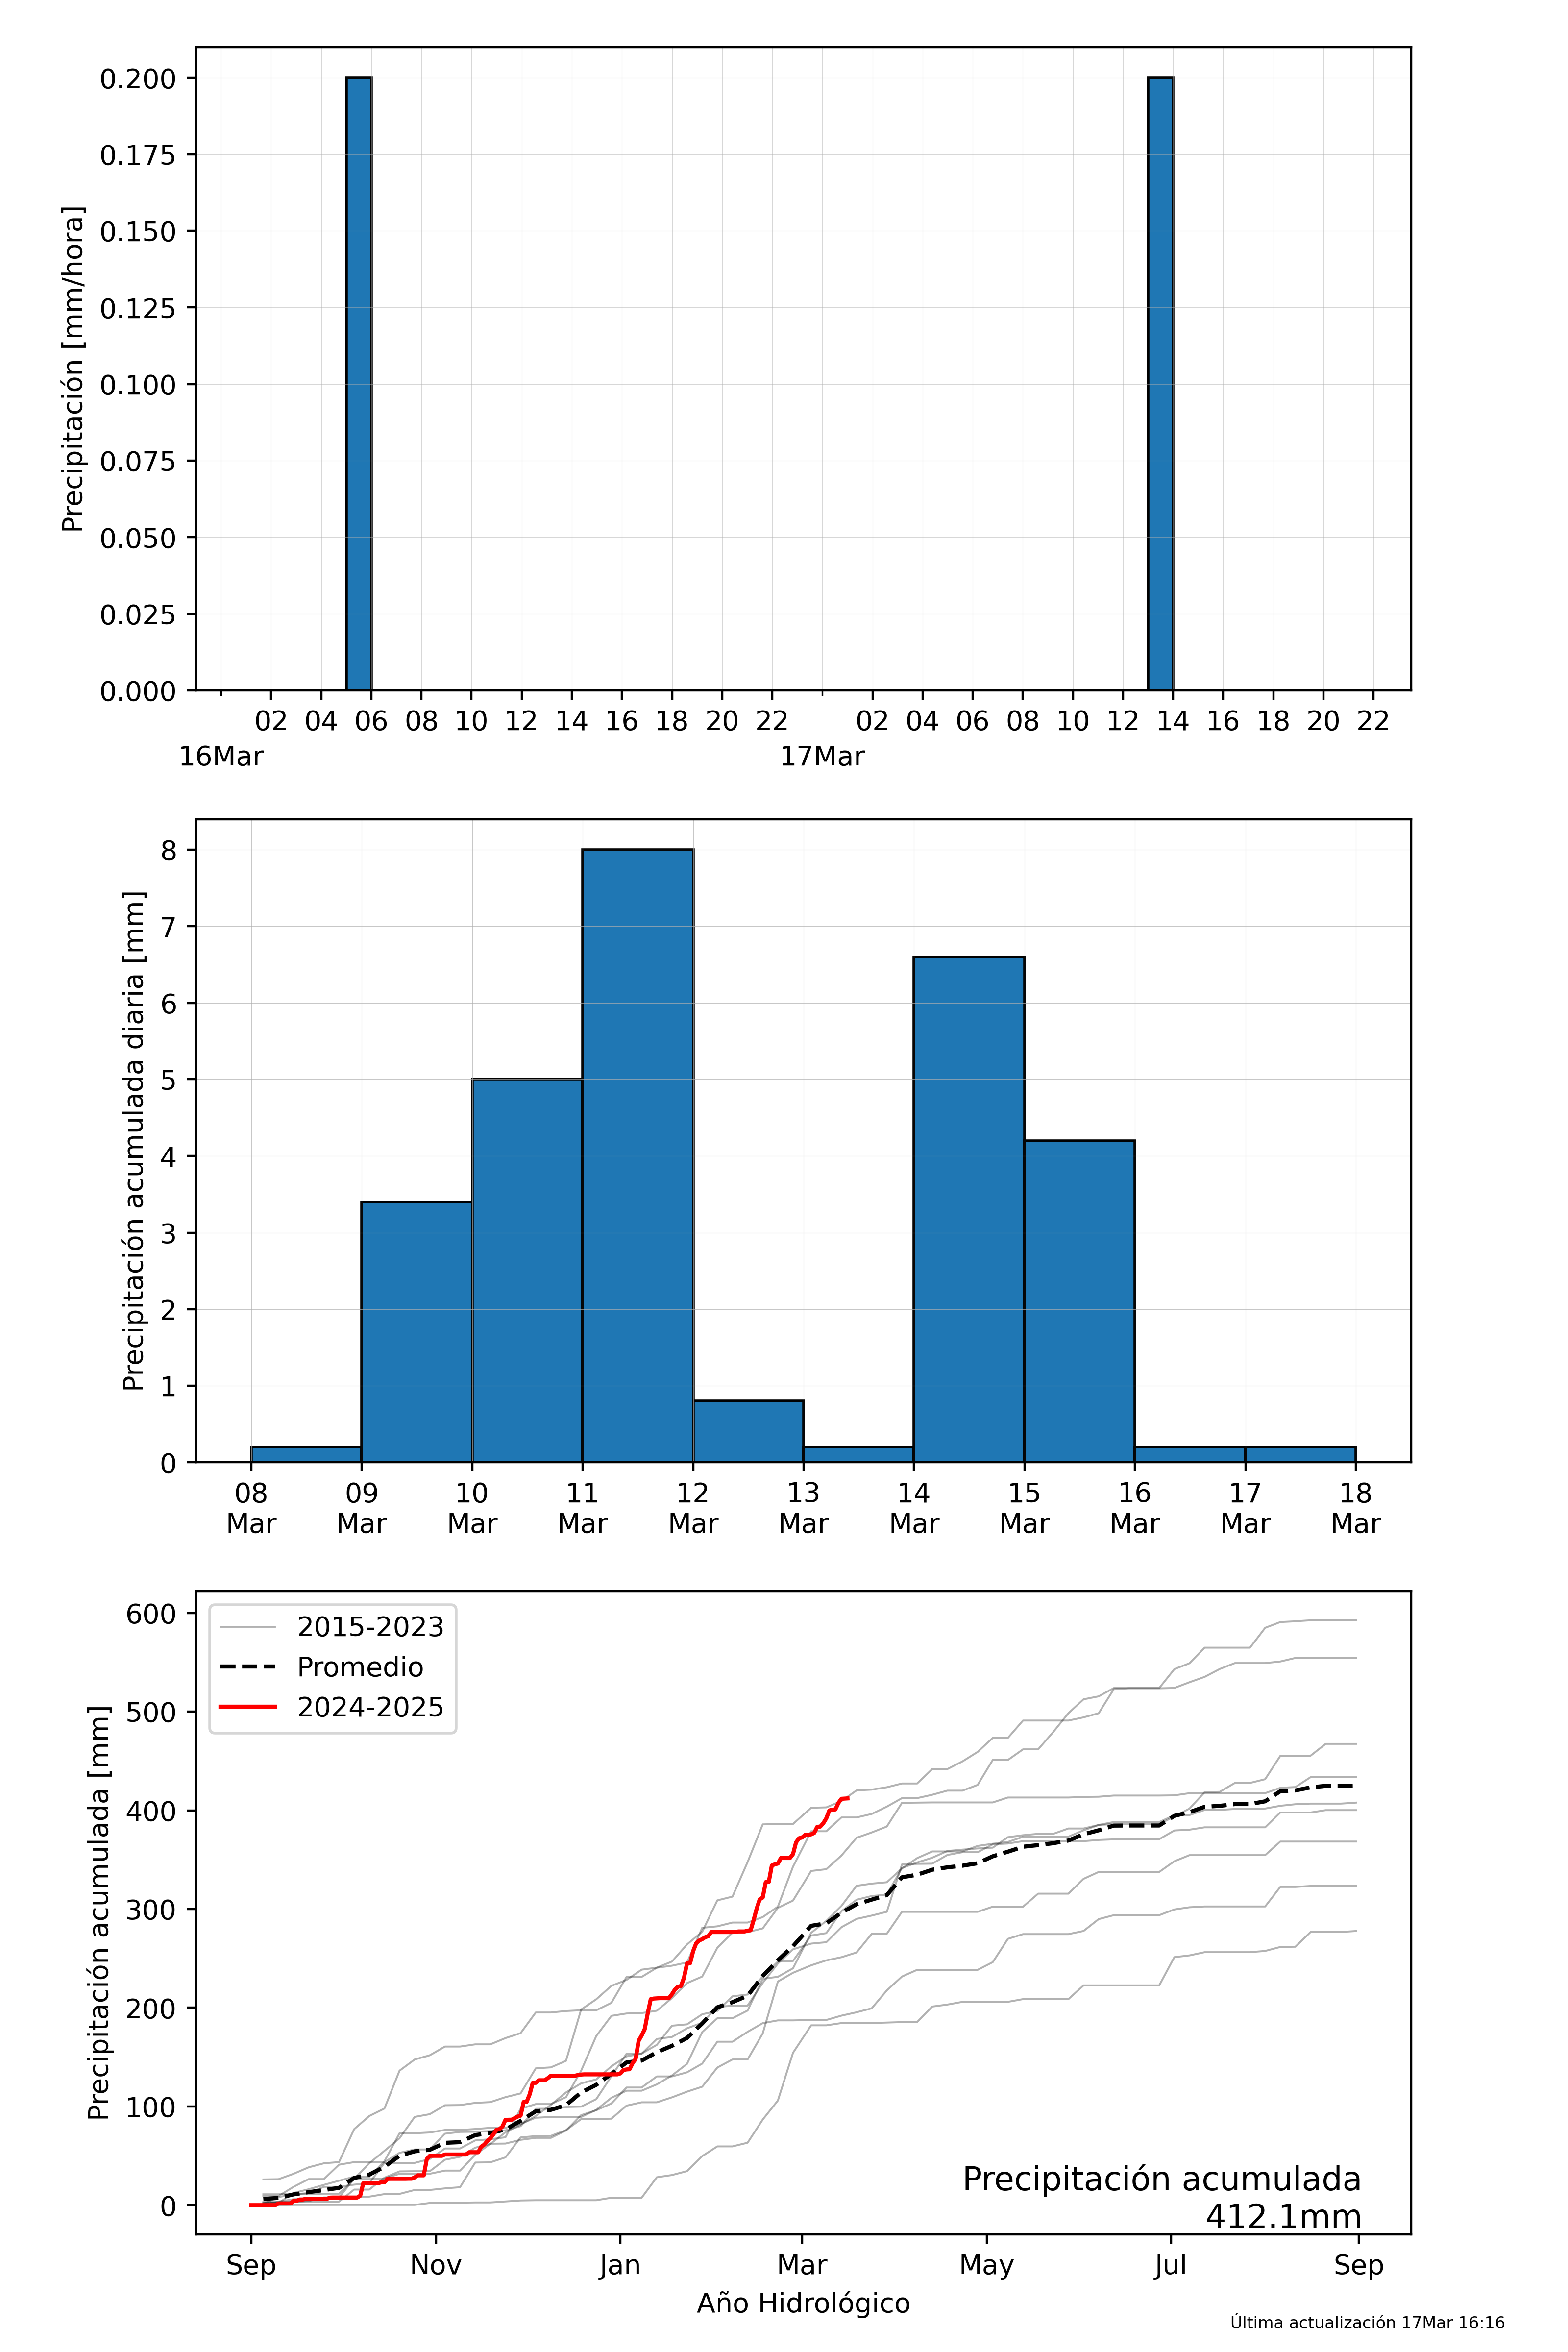 0.200
0.175
0.150
0.125
0.100
0.075
0.050
0.025
0.000
Precipitación [mm/hora]
02 04 06 08 10 12 14 16 18 20 22 02 04 06 08 10 12 14 16 18 20 22
16Mar 17Mar
8
7
6
5
4
3
2
1
0
Precipitación acumulada diaria [mm]
08 09 10 11 12 13 14 15 16 17 18
Mar Mar Mar Mar Mar Mar Mar Mar Mar Mar Mar
600
500
400
300
200
100
0
Precipitación acumulada [mm]
2015-2023
Promedio
2024-2025
Precipitación acumulada
412.1mm
Sep Nov Jan Mar May Jul Sep
Año Hidrológico
Última actualización 17Mar 16:16